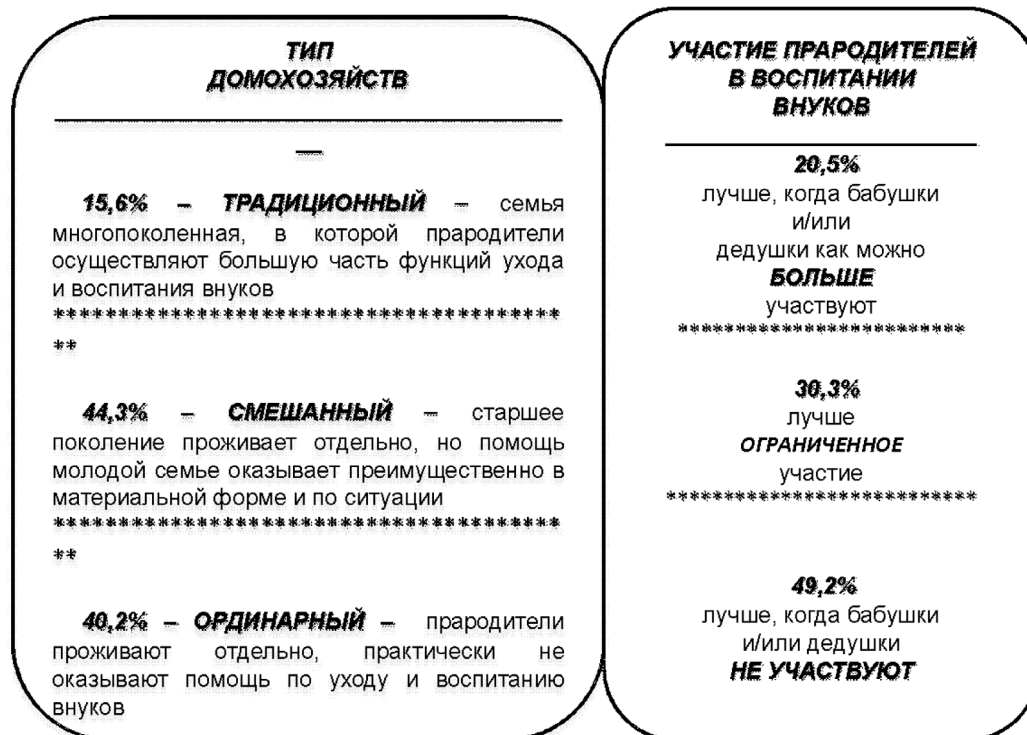 ТИП
ДОМОХОЗЯЙСТВ
—
15,6% – ТРАДИЦИОННЫЙ – семья
многопоколенная, в которой прародители
осуществляют большую часть функций ухода
и воспитания внуков
***************************************
**
44,3% – СМЕШАННЫЙ – старшее
поколение проживает отдельно, но помощь
молодой семье оказывает преимущественно в
материальной форме и по ситуации
***************************************
**
40,2% – ОРДИНАРНЫЙ – прародители
проживают отдельно, практически не
оказывают помощь по уходу и воспитанию
внуков
УЧАСТИЕ ПРАРОДИТЕЛЕЙ
В ВОСПИТАНИИ
ВНУКОВ
20,5%
лучше, когда бабушки
и/или
дедушки как можно
БОЛЬШЕ
участвуют
*************************
30,3%
лучше
ОГРАНИЧЕННОЕ
участие
***************************
49,2%
лучше, когда бабушки
и/или дедушки
НЕ УЧАСТВУЮТ